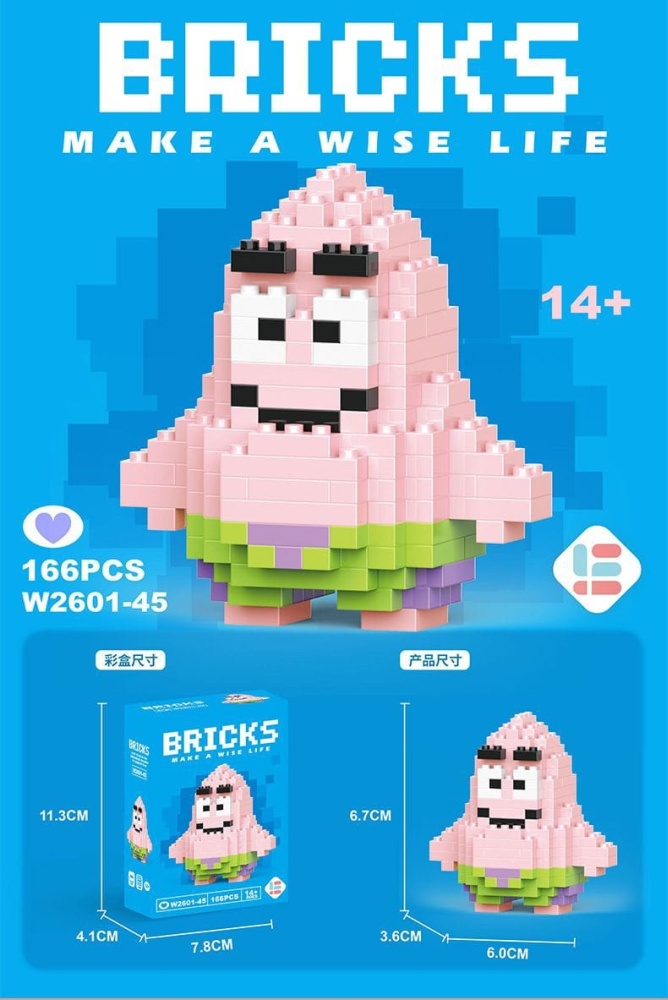 BRICKS
MAKE A WISE LIFE
14+
166PCS
W2601-45
彩盒尺寸
产品尺寸
BRICKS
MAKE A WISE LIFE
BRICKS
11.3CM
6.7CM
W2601-45 166PCS 14+
4.1CM
7.8CM
3.6CM
6.0CM